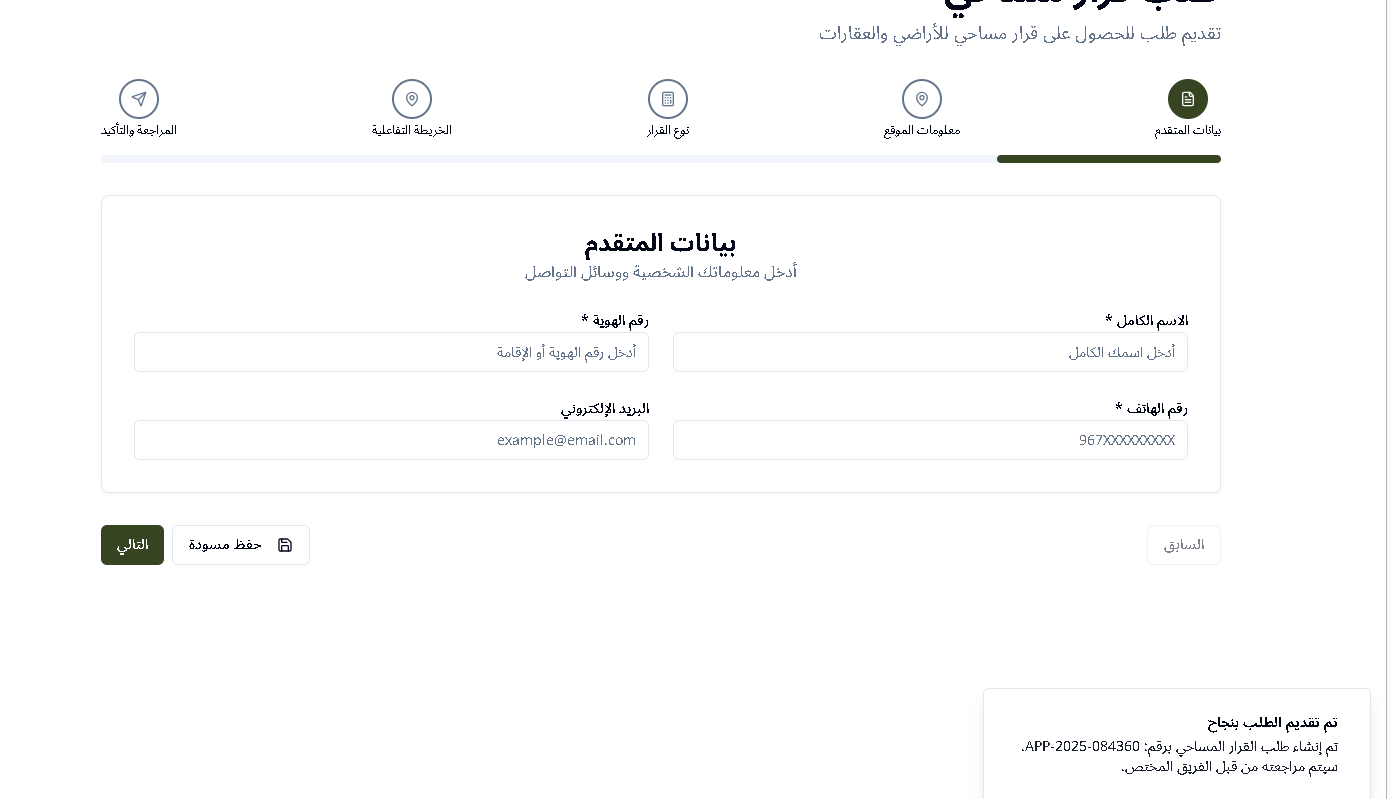 طلب قرار مساحي
تقديم طلب للحصول على قرار مساحي للأراضي والعقارات
بيانات المتقدم
معلومات الموقع
نوع القرار
الخريطة التفاعلية
المراجعة والتأكيد
بيانات المتقدم
أدخل معلوماتك الشخصية ووسائل التواصل
الاسم الكامل *
رقم الهوية *
أدخل اسمك الكامل
أدخل رقم الهوية أو الإقامة
رقم الهاتف *
البريد الإلكتروني
967XXXXXXXXX
example@email.com
السابق
حفظ مسودة
التالي
تم تقديم الطلب بنجاح
تم إنشاء طلب القرار المساحي برقم: APP-2025-084360.
سيتم مراجعته من قبل الفريق المختص.